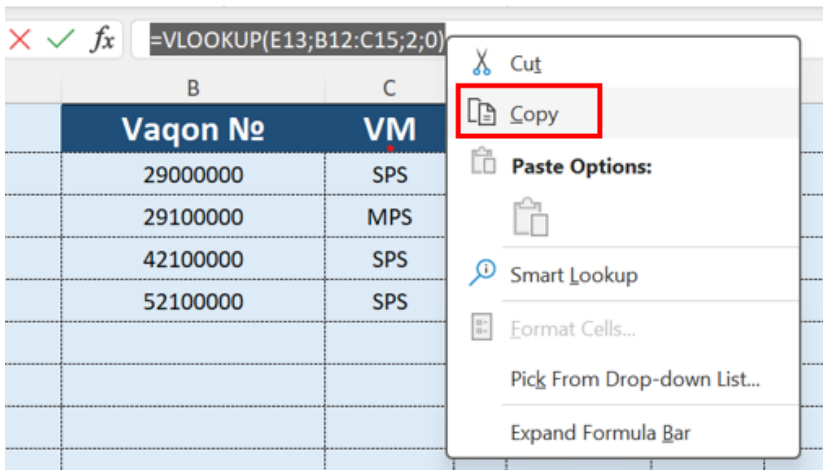 fx =VLOOKUP(E13;B12:C15;2;0)
B C
Vaqon № VM
29000000 SPS
29100000 MPS
42100000 SPS
52100000 SPS
Cut
Copy
Paste Options:
Smart Lookup
Format Cells...
Pick From Drop-down List...
Expand Formula Bar